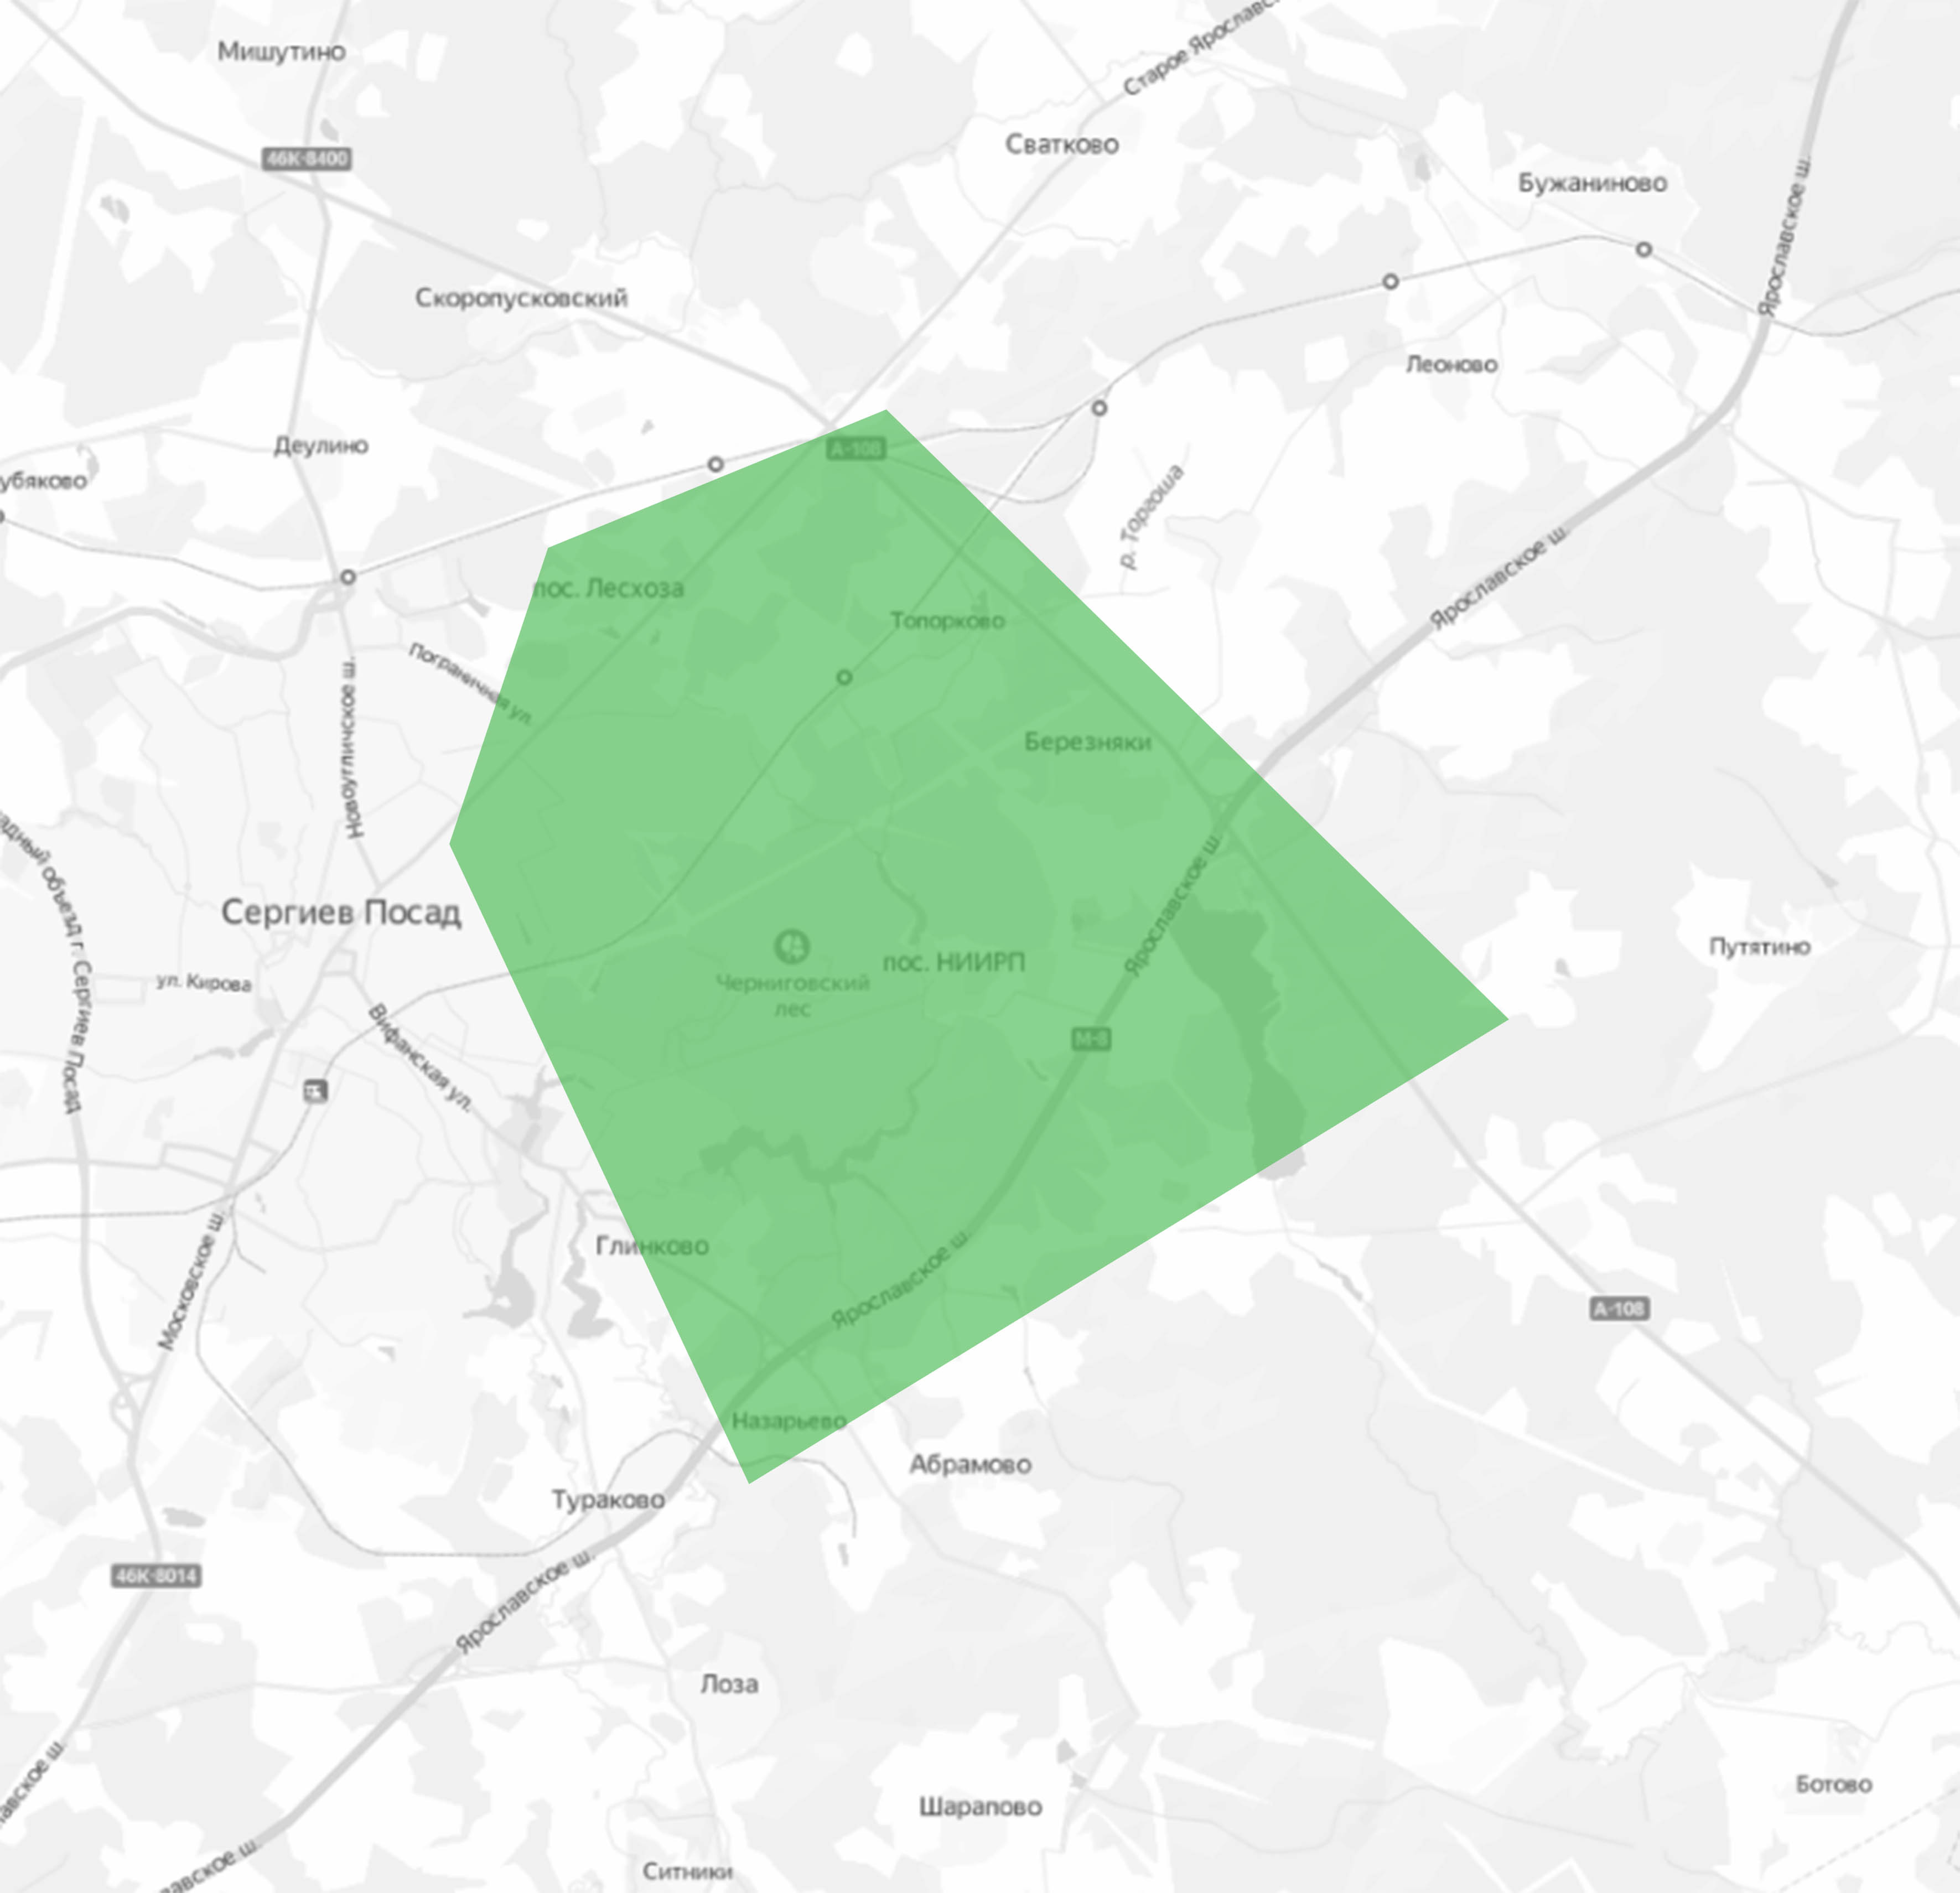 Мишутино
Старое Ярославс
46К-8400
Сватково
Бужаниново
Ярославское ш.
Скоропусковский
Леоново
Деулино
А-108
убяково
р. Торгоша
Ярославское ш.
пос. Лесхоза
Топорково
Пограничная ул.
Новоугличское ш.
Березняки
Ярославское ш.
адный объезд г. Сергиев Посад
Сергиев Посад
Путятино
пос. НИИРП
Черниговский
лес
ул. Кирова
Вифанская ул.
М-8
Глинково
Московское ш.
Ярославское ш.
А-108
Назарьево
Абрамово
Тураково
46К-8014
Ярославское ш.
Лоза
авское ш.
Ботово
Шарапово
авское ш.
Ситники